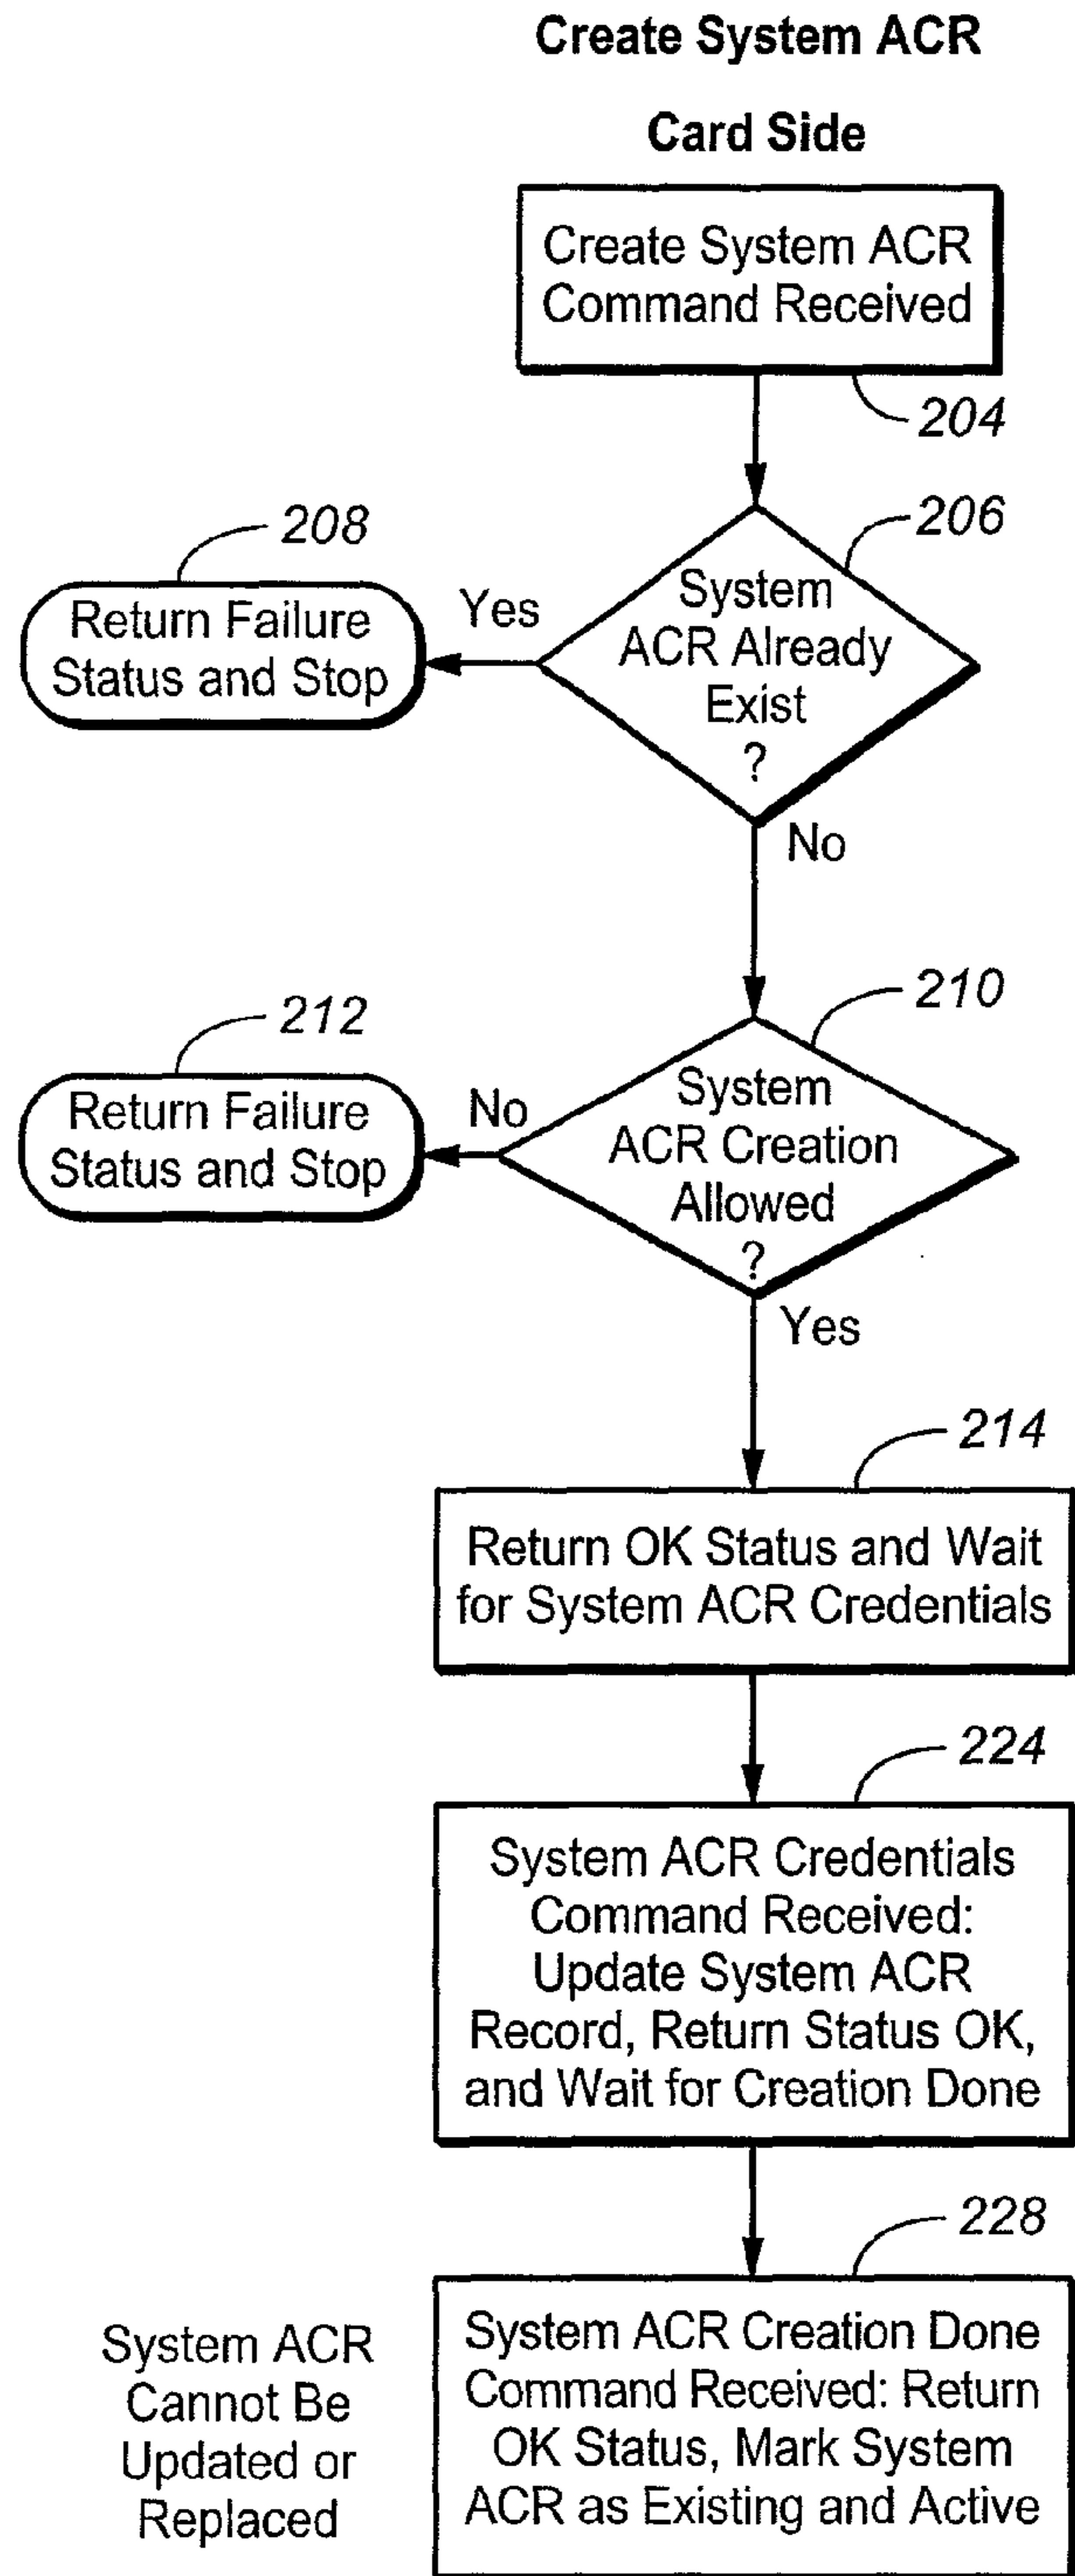 Create System ACR
Card Side
Create System ACR
Command Received
204
206
208
System
ACR Already
Exist
?
Yes
Return Failure
Status and Stop
No
210
212
System
ACR Creation
Allowed
?
No
Return Failure
Status and Stop
Yes
214
Return OK Status and Wait
for System ACR Credentials
224
System ACR Credentials
Command Received:
Update System ACR
Record, Return Status OK,
and Wait for Creation Done
228
System ACR Creation Done
Command Received: Return
OK Status, Mark System
ACR as Existing and Active
System ACR
Cannot Be
Updated or
Replaced